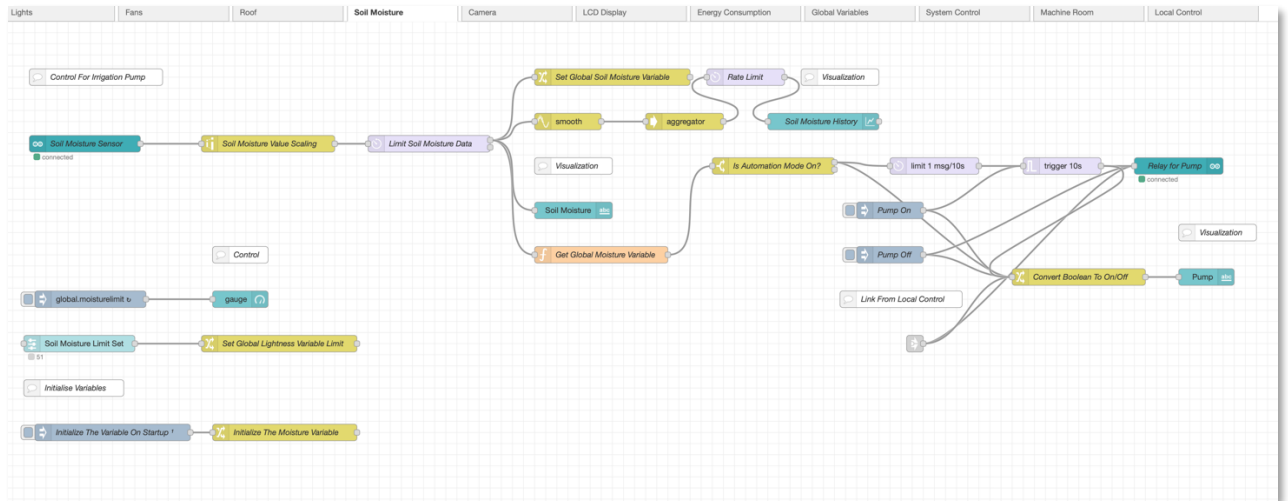 Lights
Fans
Roof
Soil Moisture
Camera
LCD Display
Energy Consumption
Global Variables
System Control
Machine Room
Local Control
Control For Irrigation Pump
Set Global Soil Moisture Variable
Rate Limit
Visualization
smooth
aggregator
Soil Moisture History
Soil Moisture Sensor
connected
Soil Moisture Value Scaling
Limit Soil Moisture Data
Visualization
Is Automation Mode On?
limit 1 msg/10s
trigger 10s
Relay for Pump
connected
Soil Moisture
abc
Pump On
Visualization
Control
Get Global Moisture Variable
Pump Off
Convert Boolean To On/Off
Pump
abc
global.moisturelimit ↻
gauge
Link From Local Control
Soil Moisture Limit Set
51
Set Global Lightness Variable Limit
Initialise Variables
Initialize The Variable On Startup ¹
Initialize The Moisture Variable